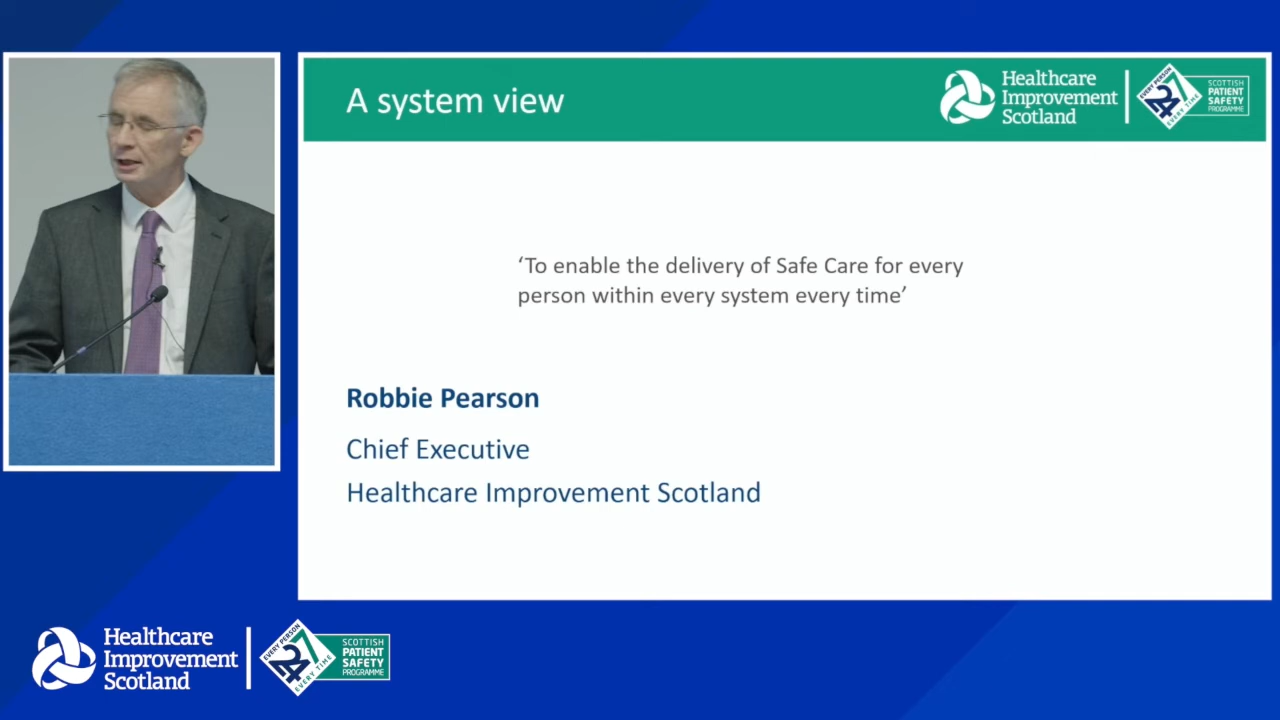 A system view
Healthcare
Improvement
Scotland
EVERY PERSON
24
7
EVERY TIME
SCOTTISH
PATIENT
SAFETY
PROGRAMME
‘To enable the delivery of Safe Care for every
person within every system every time’
Robbie Pearson
Chief Executive
Healthcare Improvement Scotland
Healthcare
Improvement
Scotland
EVERY PERSON
24
7
EVERY TIME
SCOTTISH
PATIENT
SAFETY
PROGRAMME